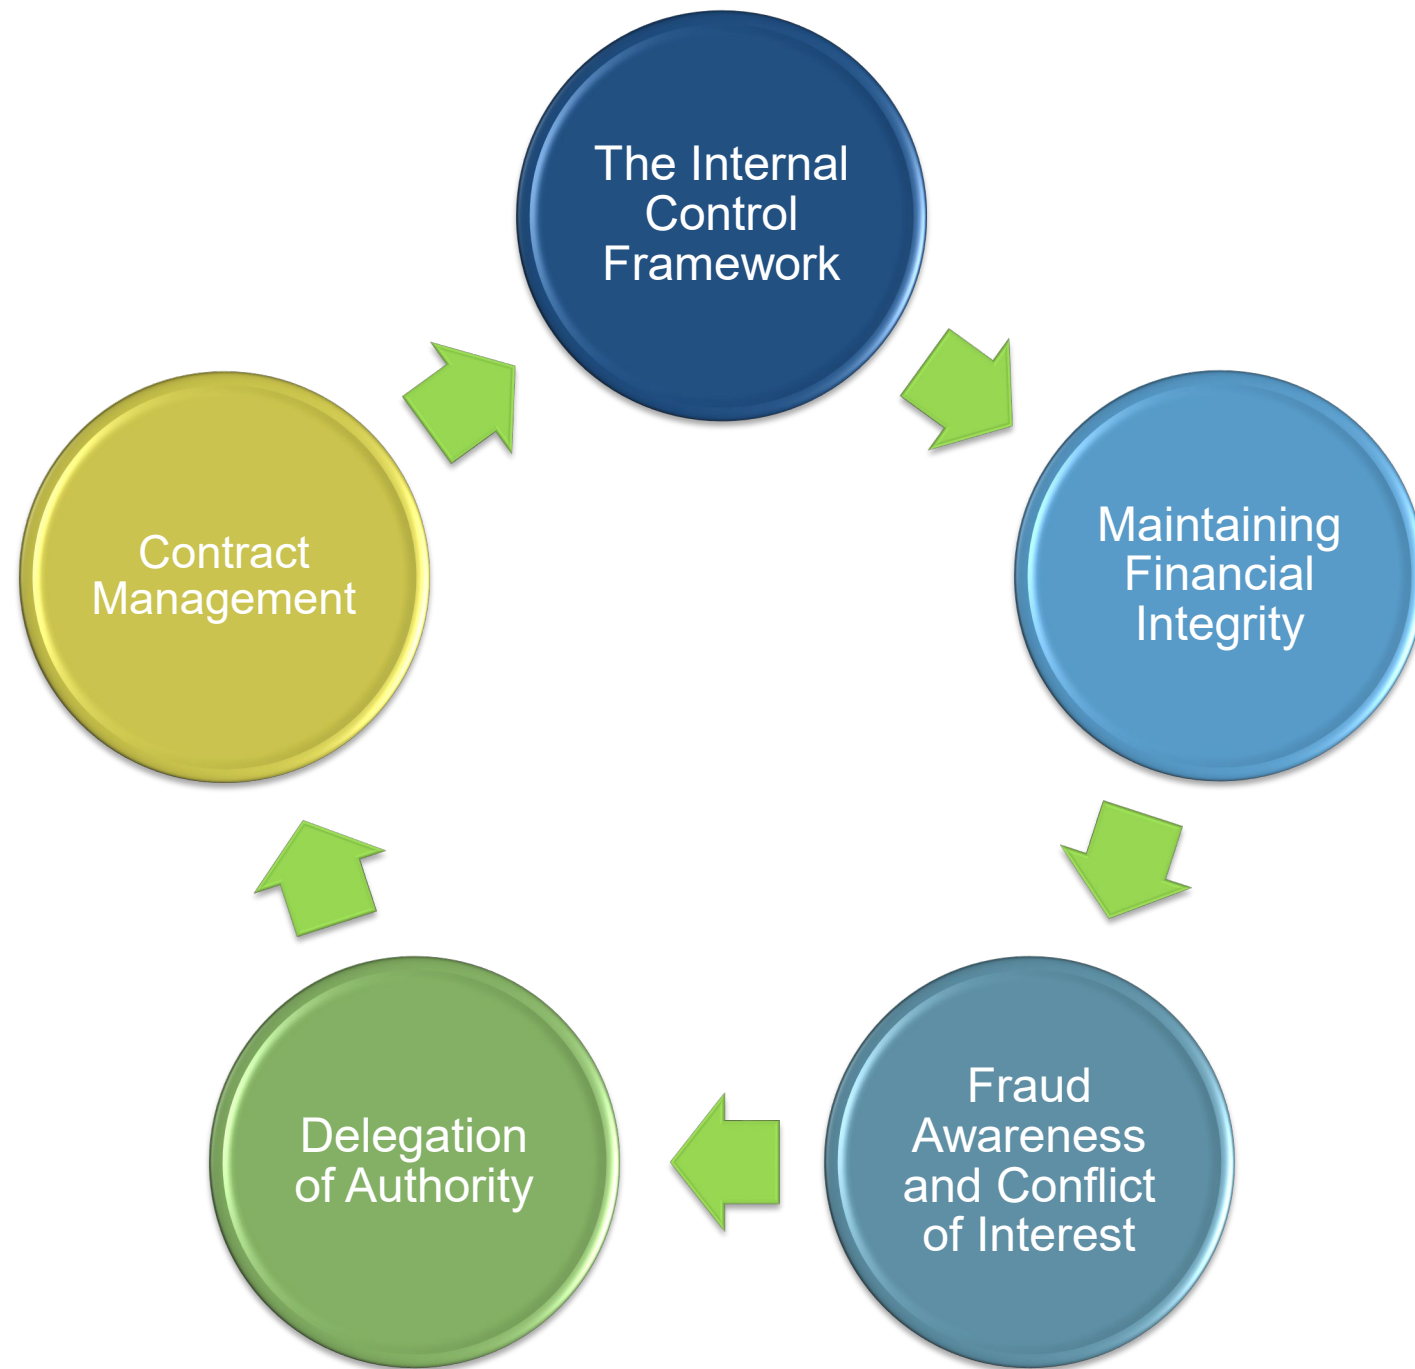 The Internal
Control
Framework
Maintaining
Financial
Integrity
Fraud
Awareness
and Conflict
of Interest
Delegation
of Authority
Contract
Management